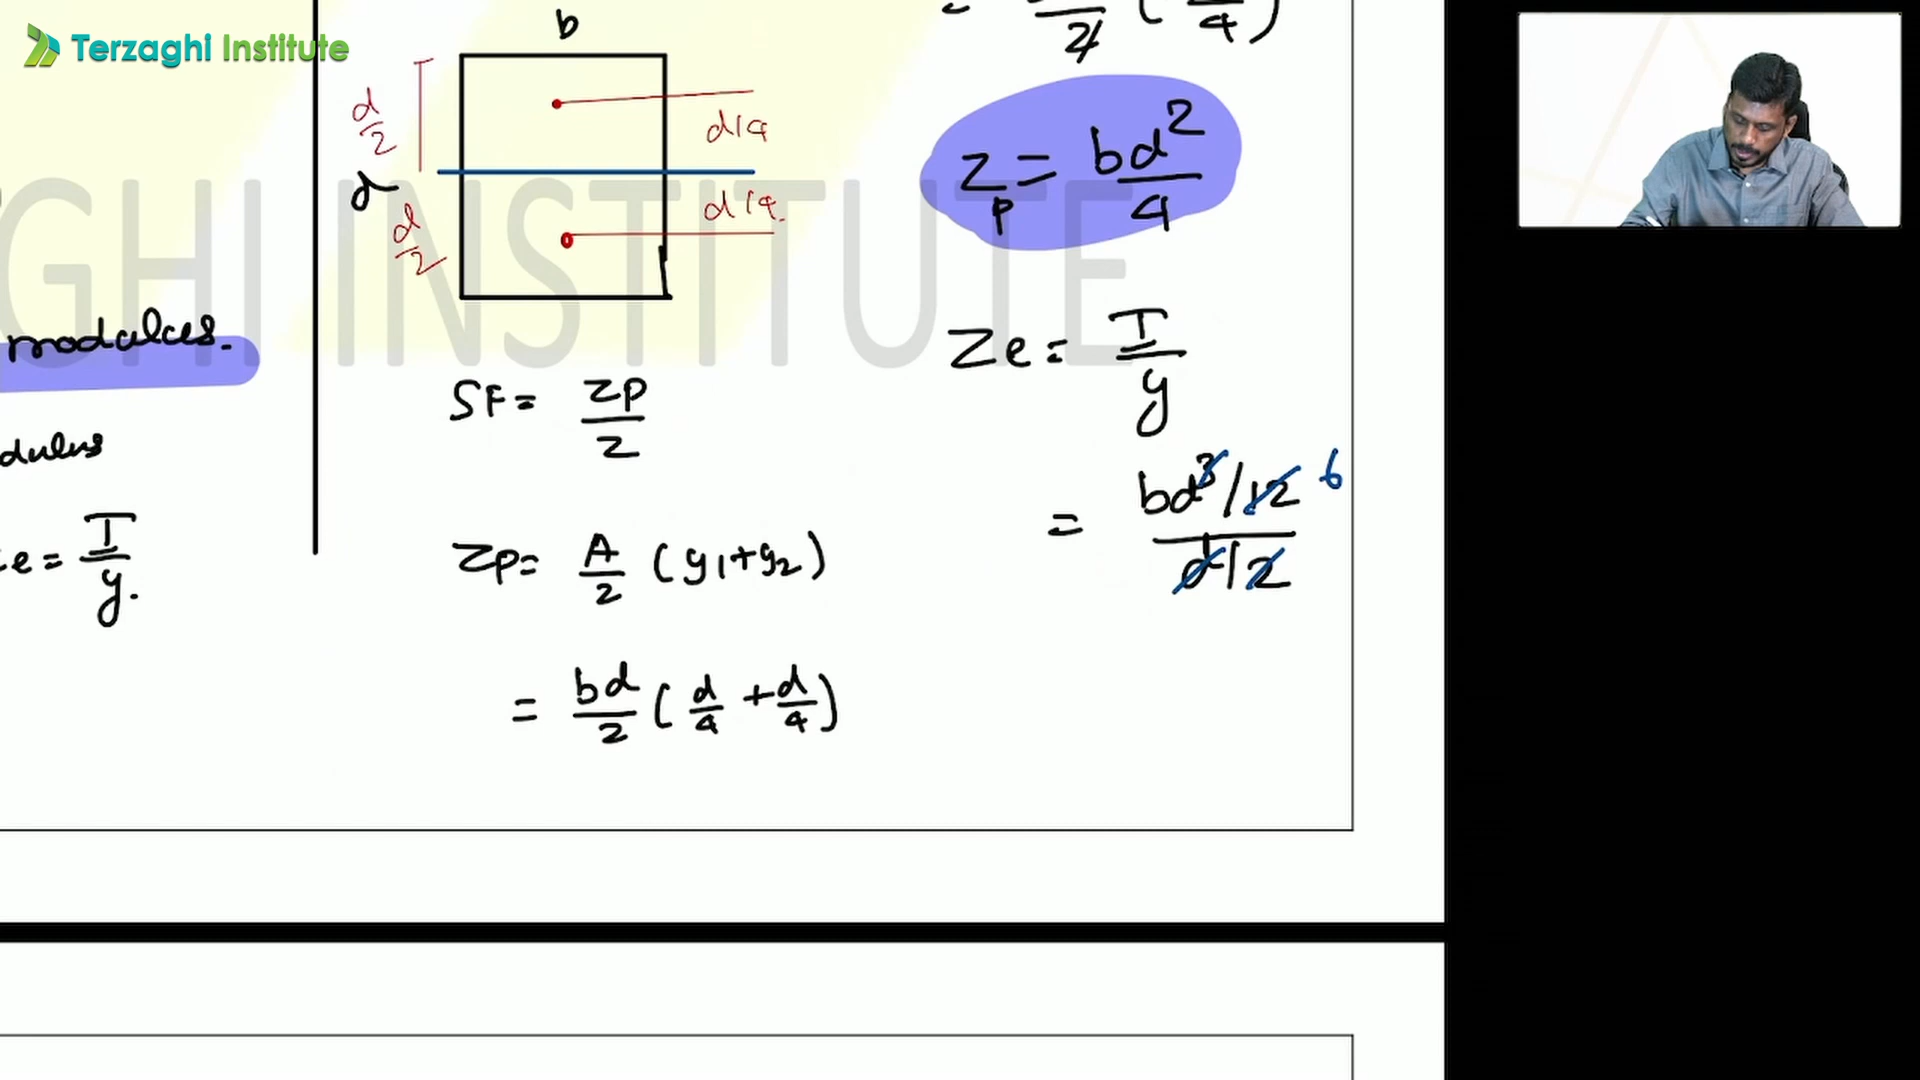 Terzaghi Institute
GHI INSTITUTE
b
d/2
d/4
d
d/2
d/4.
modulus.
dulus
e = I/y.
SF = ZP/Z
Zp = A/2 (y1+y2)
= bd/2 (d/4 + d/4)
Zp = bd²/4
Ze = I/y
= bd³/12 6
d/2